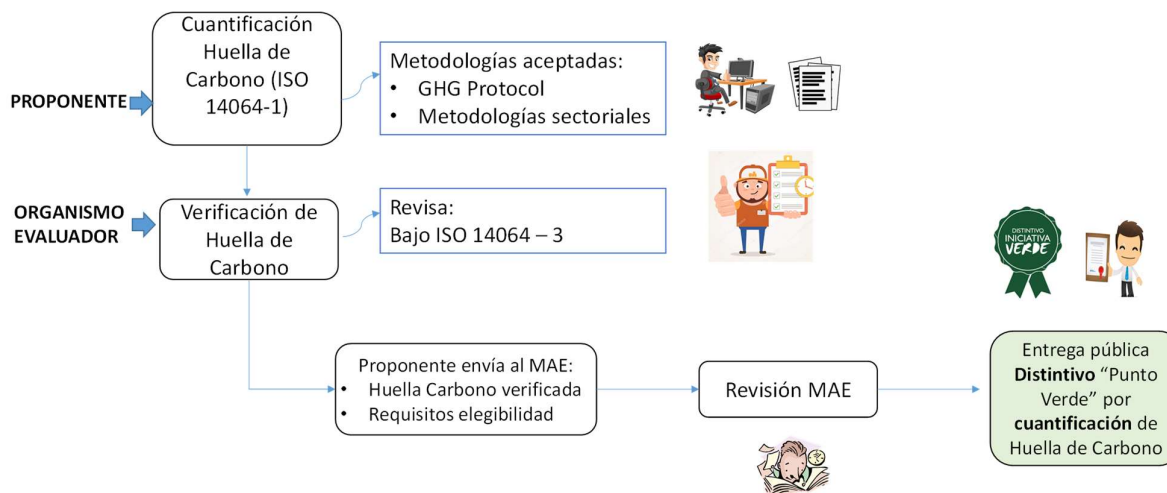 PROPONENTE
Cuantificación
Huella de
Carbono (ISO
14064-1)
Metodologías aceptadas:
• GHG Protocol
• Metodologías sectoriales
ORGANISMO
EVALUADOR
Verificación de
Huella de
Carbono
Revisa:
Bajo ISO 14064 – 3
DISTINTIVO
INICIATIVA
VERDE
Proponente envía al MAE:
• Huella Carbono verificada
• Requisitos elegibilidad
Revisión MAE
Entrega pública
Distintivo “Punto
Verde” por
cuantificación de
Huella de Carbono